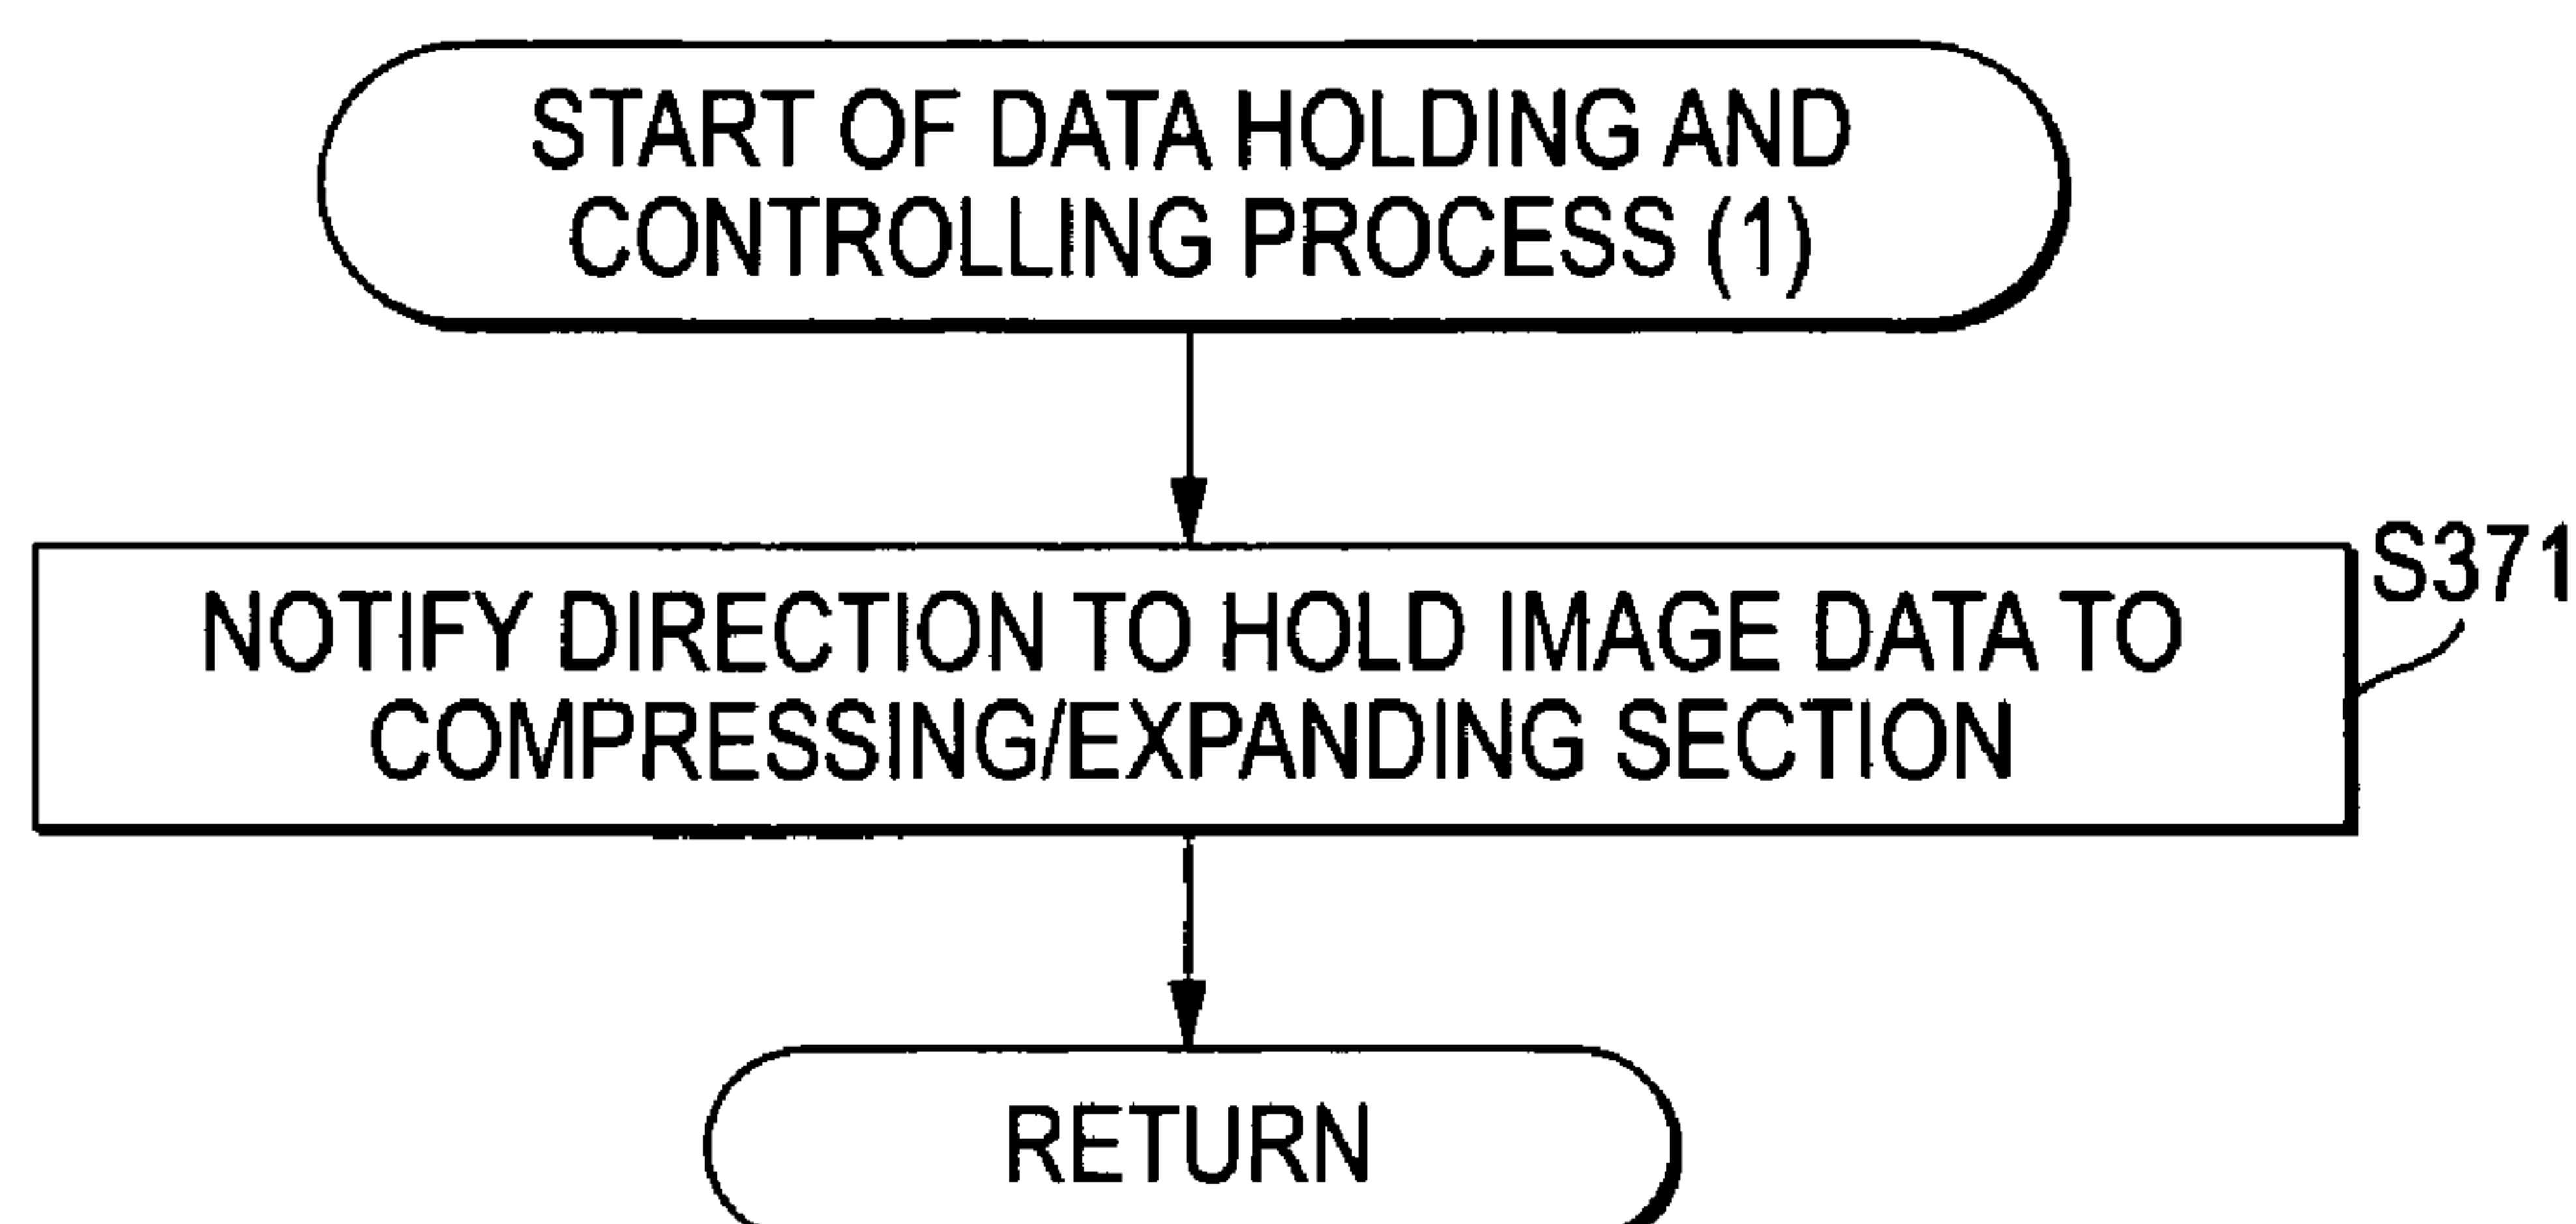 START OF DATA HOLDING AND
CONTROLLING PROCESS (1)
S371
NOTIFY DIRECTION TO HOLD IMAGE DATA TO
COMPRESSING/EXPANDING SECTION
RETURN